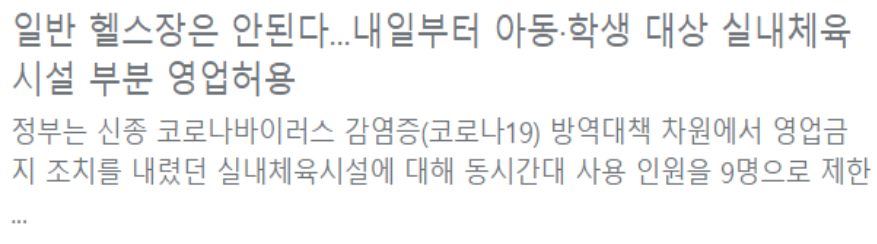 일반 헬스장은 안된다...내일부터 아동·학생 대상 실내체육
시설 부분 영업허용
정부는 신종 코로나바이러스 감염증(코로나19) 방역대책 차원에서 영업금
지 조치를 내렸던 실내체육시설에 대해 동시간대 사용 인원을 9명으로 제한
...